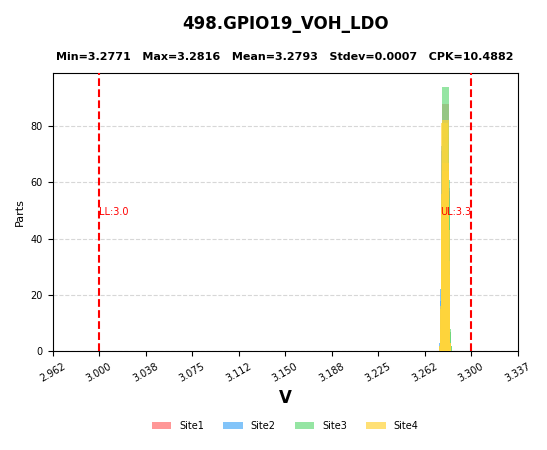 498.GPIO19_VOH_LDO
Min=3.2771 Max=3.2816 Mean=3.2793 Stdev=0.0007 CPK=10.4882
Parts
80
60
40
20
0
LL:3.0
UL:3.3
2.962 3.000 3.038 3.075 3.112 3.150 3.188 3.225 3.262 3.300 3.337
V
Site1 Site2 Site3 Site4